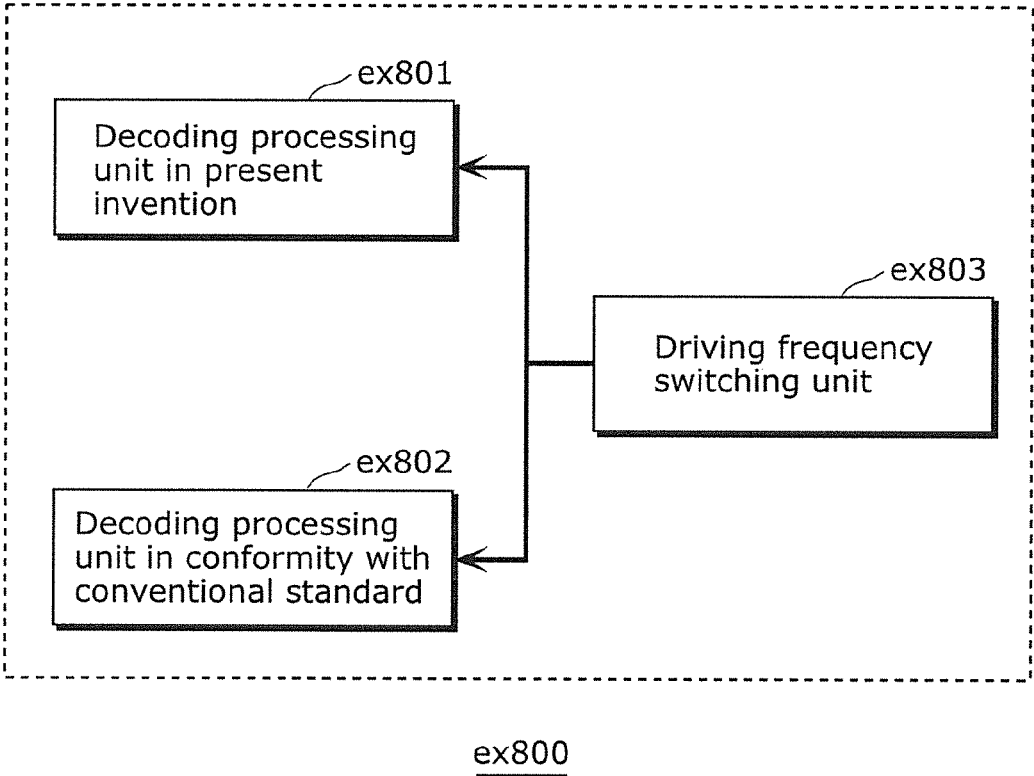 ex801
Decoding processing
unit in present
invention
ex803
Driving frequency
switching unit
ex802
Decoding processing
unit in conformity with
conventional standard
ex800